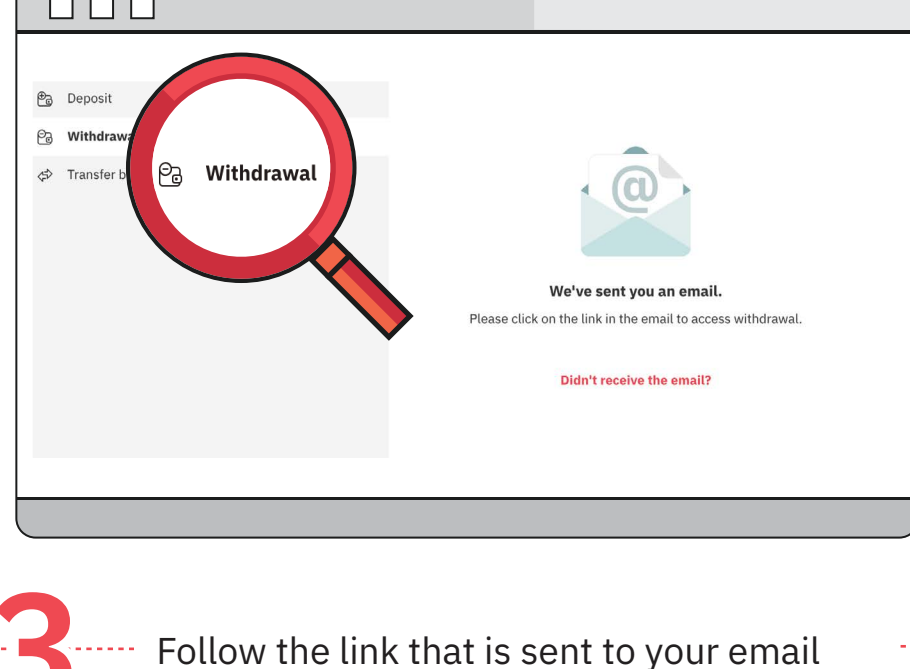 Deposit
Withdrawa
Transfer b
Withdrawal
@
We've sent you an email.
Please click on the link in the email to access withdrawal.
Didn't receive the email?
3
Follow the link that is sent to your email